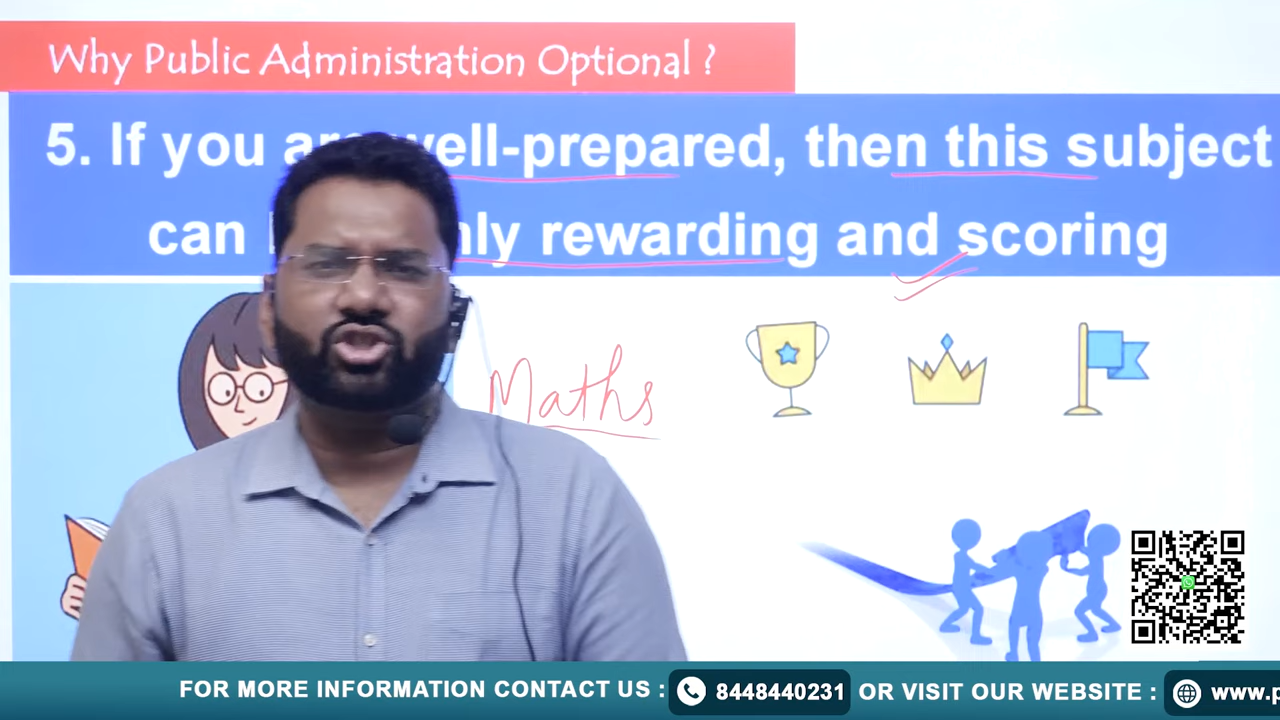 Why Public Administration Optional ?
5. If you are well-prepared, then this subject
can rewarding and scoring
Maths
FOR MORE INFORMATION CONTACT US : 8448440231 OR VISIT OUR WEBSITE : www.p